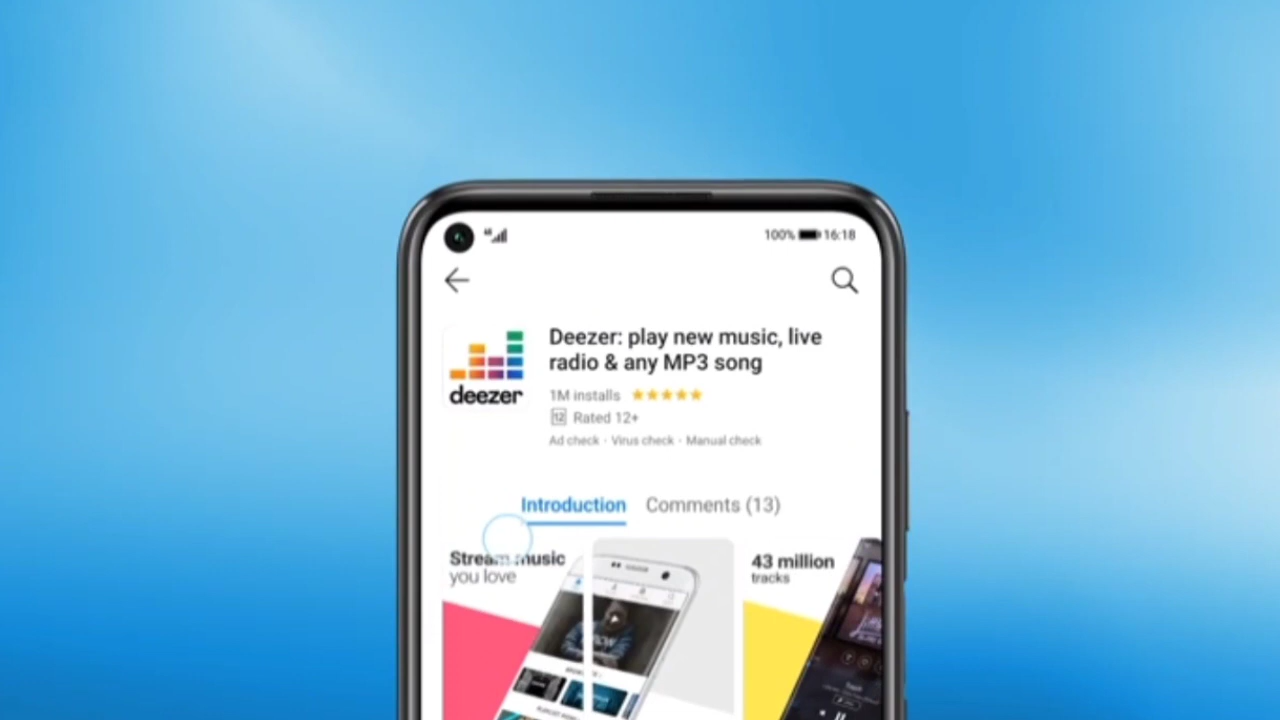 100% 16:18
Deezer: play new music, live
radio & any MP3 song
deezer
1M installs
12 Rated 12+
Ad check · Virus check · Manual check
Introduction Comments (13)
Stream music
you love
43 million
tracks